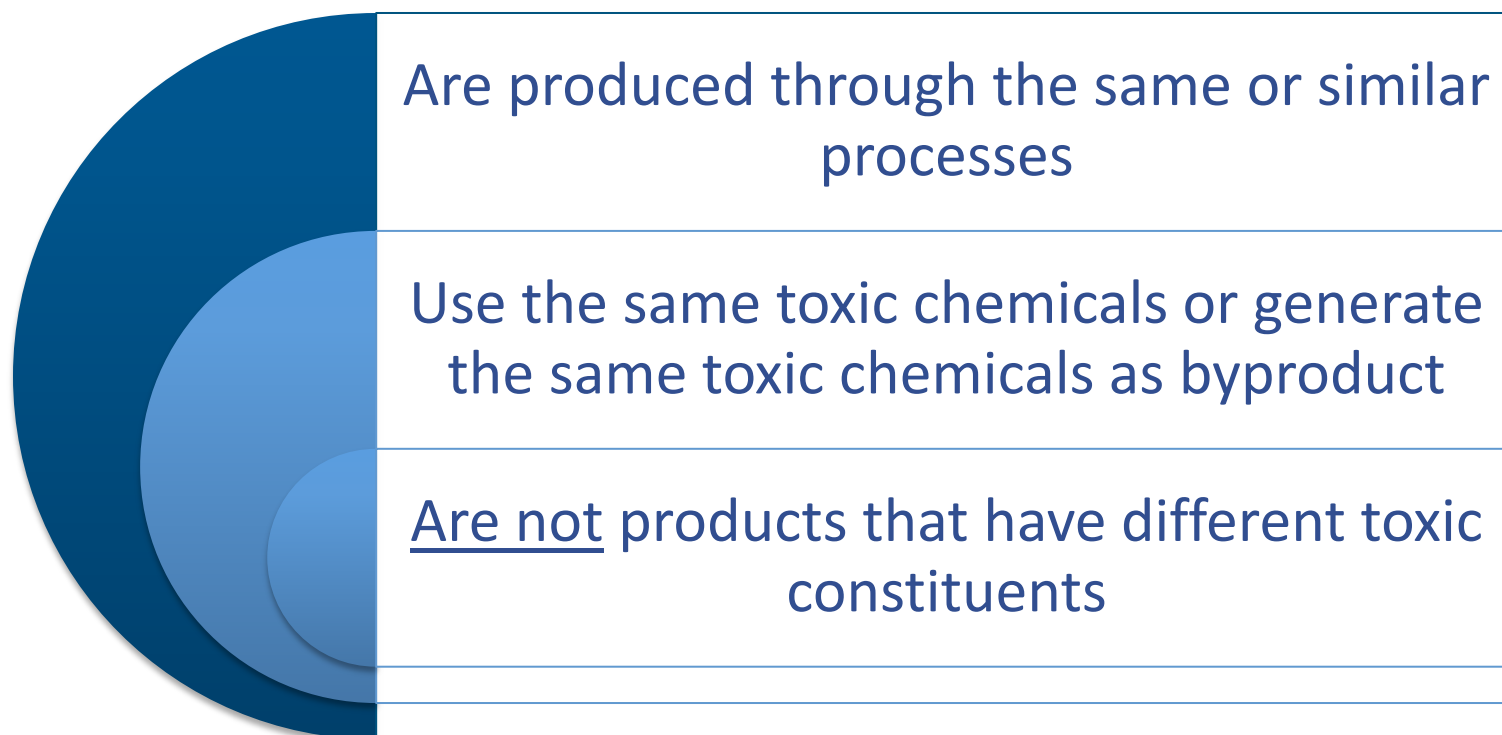 Are produced through the same or similar
processes
Use the same toxic chemicals or generate
the same toxic chemicals as byproduct
Are not products that have different toxic
constituents